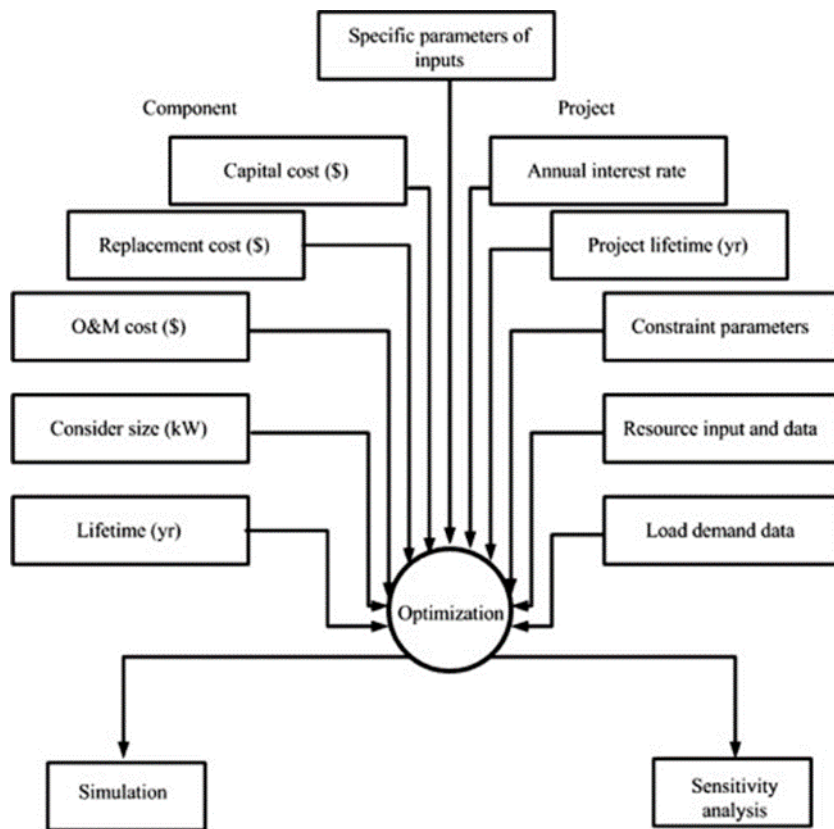 Specific parameters of
inputs
Component
Project
Capital cost ($)
Annual interest rate
Replacement cost ($)
Project lifetime (yr)
O&M cost ($)
Constraint parameters
Consider size (kW)
Resource input and data
Lifetime (yr)
Load demand data
Optimization
Simulation
Sensitivity
analysis